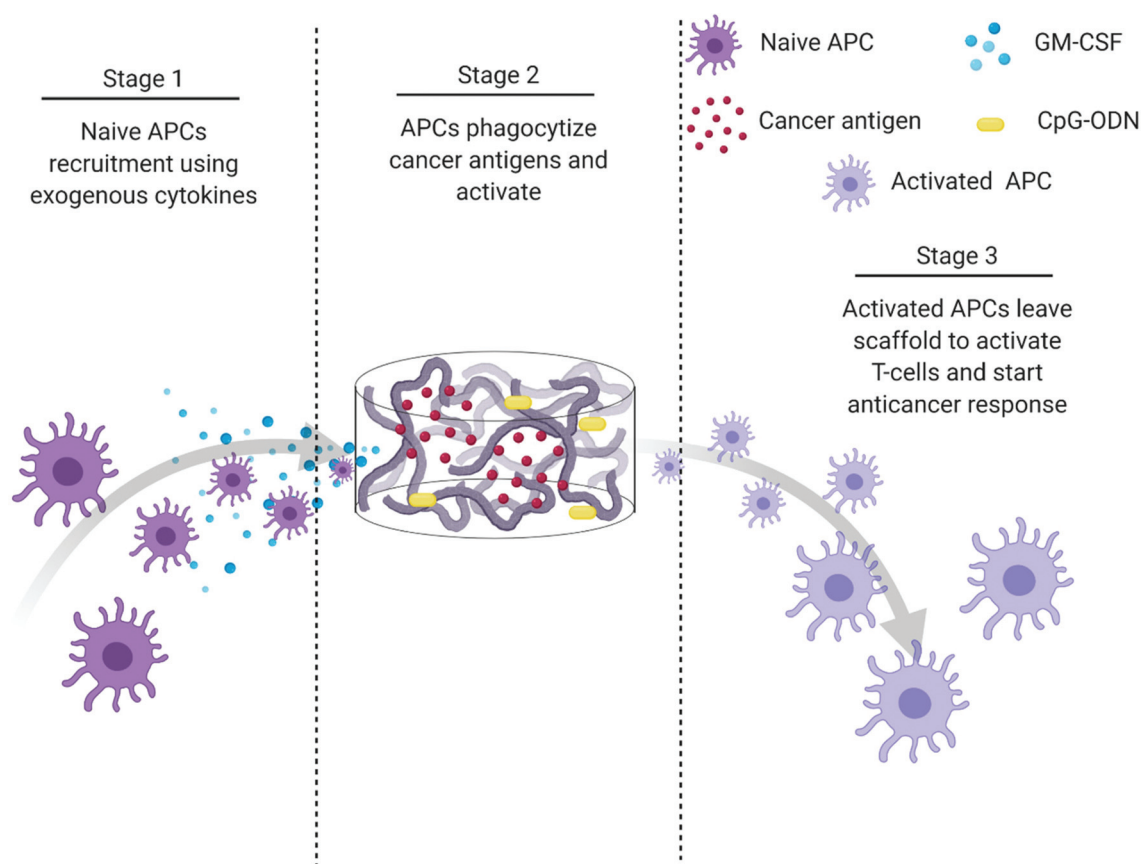 Stage 1
Naive APCs
recruitment using
exogenous cytokines
Stage 2
APCs phagocytize
cancer antigens and
activate
Naive APC
GM-CSF
Cancer antigen
CpG-ODN
Activated APC
Stage 3
Activated APCs leave
scaffold to activate
T-cells and start
anticancer response